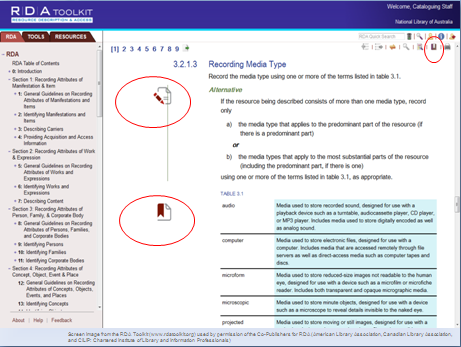 RDA TOOLKIT
RESOURCE DESCRIPTION & ACCESS
Welcome, Cataloguing Staff
National Library of Australia
RDA TOOLS RESOURCES
RDA Quick Search
RDA
RDA Table of Contents
0: Introduction
Section 1: Recording Attributes of Manifestation & Item
1: General Guidelines on Recording Attributes of Manifestations and Items
2: Identifying Manifestations and Items
3: Describing Carriers
4: Providing Acquisition and Access Information
Section 2: Recording Attributes of Work & Expression
5: General Guidelines on Recording Attributes of Works and Expressions
6: Identifying Works and Expressions
7: Describing Content
Section 3: Recording Attributes of Person, Family, & Corporate Body
8: General Guidelines on Recording Attributes of Persons, Families, and Corporate Bodies
9: Identifying Persons
10: Identifying Families
11: Identifying Corporate Bodies
Section 4: Recording Attributes of Concept, Object, Event & Place
12: General Guidelines on Recording Attributes of Concepts, Objects, Events, and Places
13: Identifying Concepts
About | Help | Feedback
[1] 2 3 4 5 6 7 8 9
3.2.1.3 Recording Media Type
Record the media type using one or more of the terms listed in table 3.1.
Alternative
If the resource being described consists of more than one media type, record
only
a) the media type that applies to the predominant part of the resource (if
there is a predominant part)
or
b) the media types that apply to the most substantial parts of the resource
(including the predominant part, if there is one)
using one or more of the terms listed in table 3.1, as appropriate.
TABLE 3.1
audio Media used to store recorded sound, designed for use with a
playback device such as a turntable, audiocassette player, CD player,
or MP3 player. Includes media used to store digitally encoded as well
as analog sound.
computer Media used to store electronic files, designed for use with a
computer. Includes media that are accessed remotely through file
servers as well as direct-access media such as computer tapes and
discs.
microform Media used to store reduced-size images not readable to the human
eye, designed for use with a device such as a microfilm or microfiche
reader. Includes both transparent and opaque micrographic media.
microscopic Media used to store minute objects, designed for use with a device
such as a microscope to reveal details invisible to the naked eye.
projected Media used to store moving or still images, designed for use with a
Screen image from the RDA Toolkit (www.rdatoolkit.org) used by permission of the Co-Publishers for RDA (American Library Association, Canadian Library Association,
and CILIP: Chartered Institute of Library and Information Professionals)